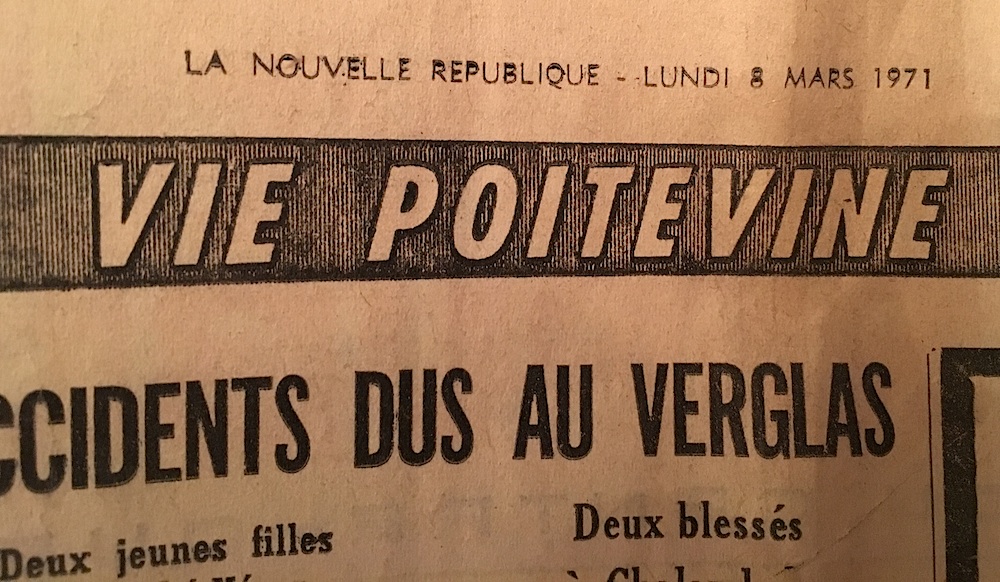 LA NOUVELLE REPUBLIQUE - LUNDI 8 MARS 1971
VIE POITEVINE
CCIDENTS DUS AU VERGLAS
Deux jeunes filles
Deux blessés
à